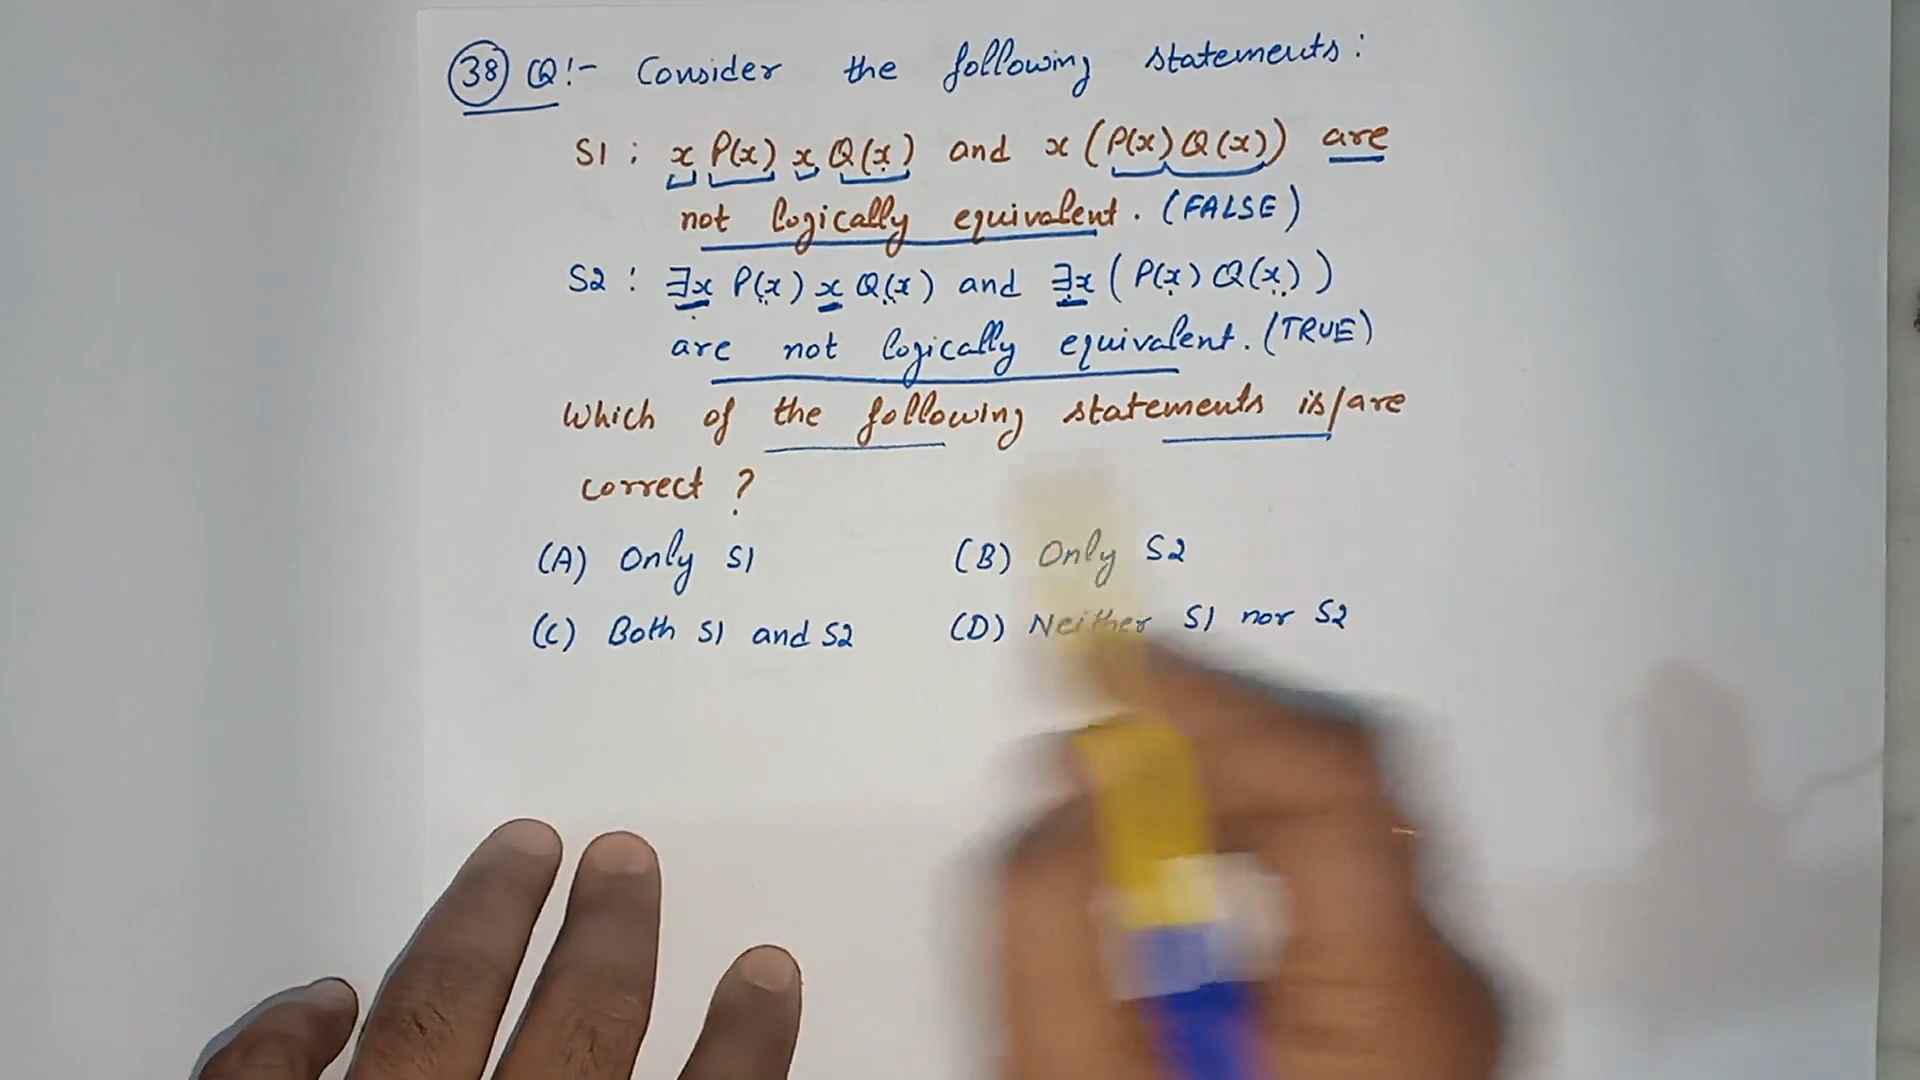 38 Q!- Consider the following statements:
S1 : x P(x) x Q(x) and x (P(x) Q(x)) are
not logically equivalent. (FALSE)
S2 : ∃x P(x) x Q(x) and ∃x (P(x) Q(x))
are not logically equivalent. (TRUE)
Which of the following statements is/are
correct ?
(A) Only S1 (B) Only S2
(C) Both S1 and S2 (D) Neither S1 nor S2